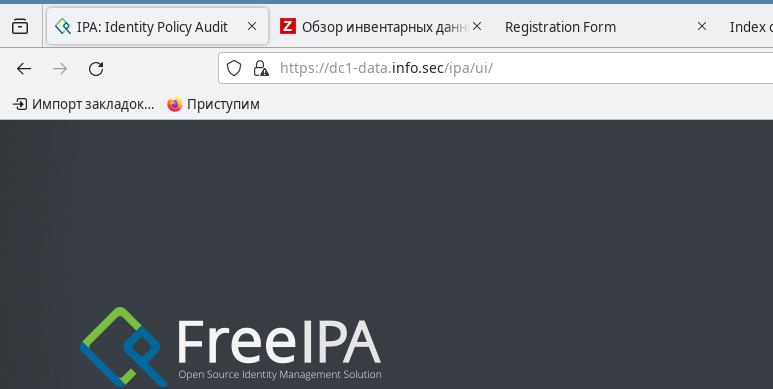 IPA: Identity Policy Audit
Z Обзор инвентарных данн
Registration Form
Index
https://dc1-data.info.sec/ipa/ui/
Импорт закладок...
Приступим
FreeIPA
Open Source Identity Management Solution